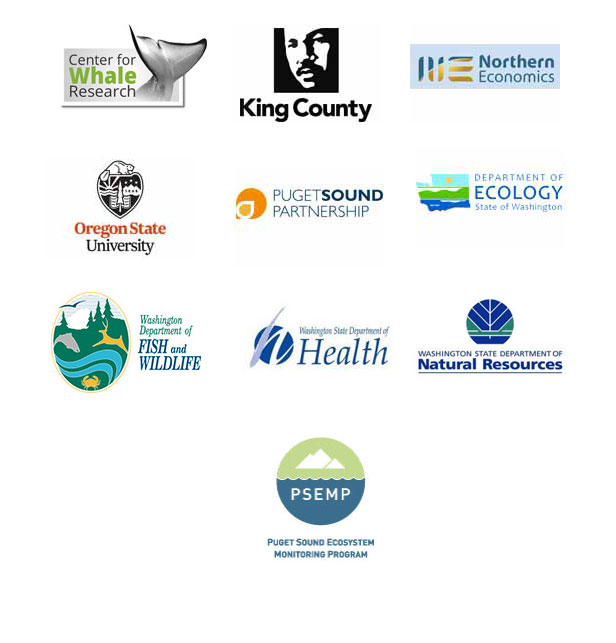 Center for
Whale
Research
King County
Northern
Economics
Oregon State
University
PUGETSOUND
PARTNERSHIP
DEPARTMENT OF
ECOLOGY
State of Washington
Washington
Department of
FISH and
WILDLIFE
Washington State Department of
Health
WASHINGTON STATE DEPARTMENT OF
Natural Resources
PSEMP
PUGET SOUND ECOSYSTEM
MONITORING PROGRAM